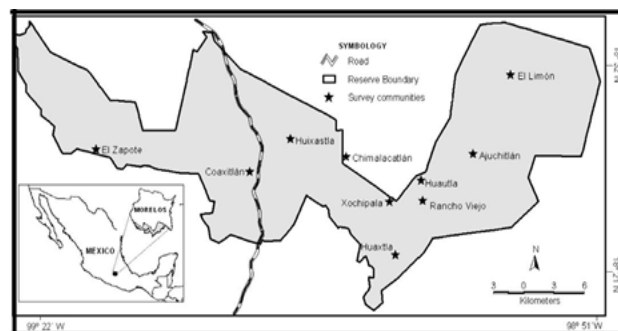 SYMBOLOGY
Road
Reserve Boundary
Survey communities
El Limón
El Zapote
Huixastla
Coaxitlán
Chimalacatlán
Ajuchitlán
Huautla
Xochipala
Rancho Viejo
Huaxtla
MORELOS
MÉXICO
N
3 0 3 6
Kilometers
99° 22' W
98° 51' W